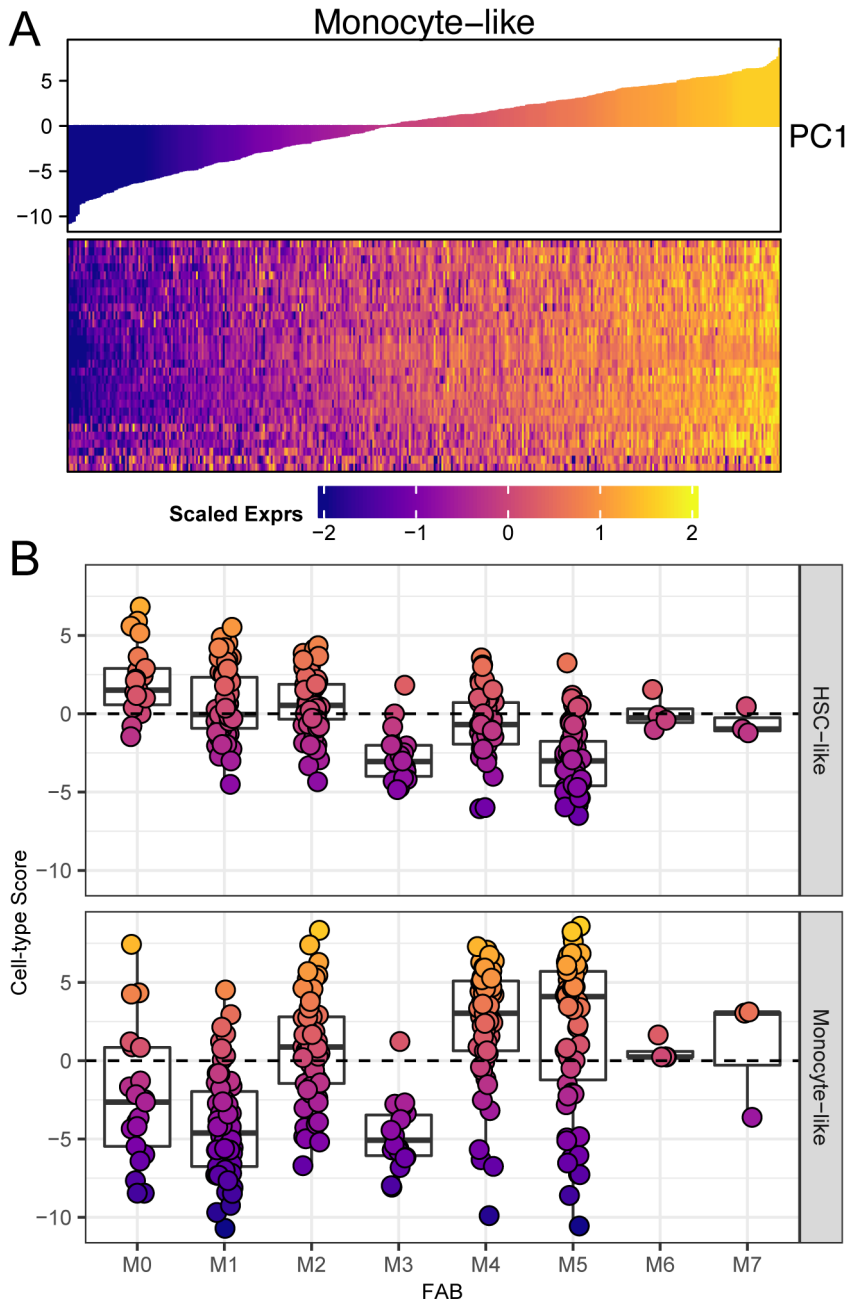 A
Monocyte−like
5
0
−5
−10
PC1
Scaled Exprs
−2 −1 0 1 2
B
5
0
−5
−10
HSC−like
Cell−type Score
5
0
−5
−10
Monocyte−like
M0 M1 M2 M3 M4 M5 M6 M7
FAB